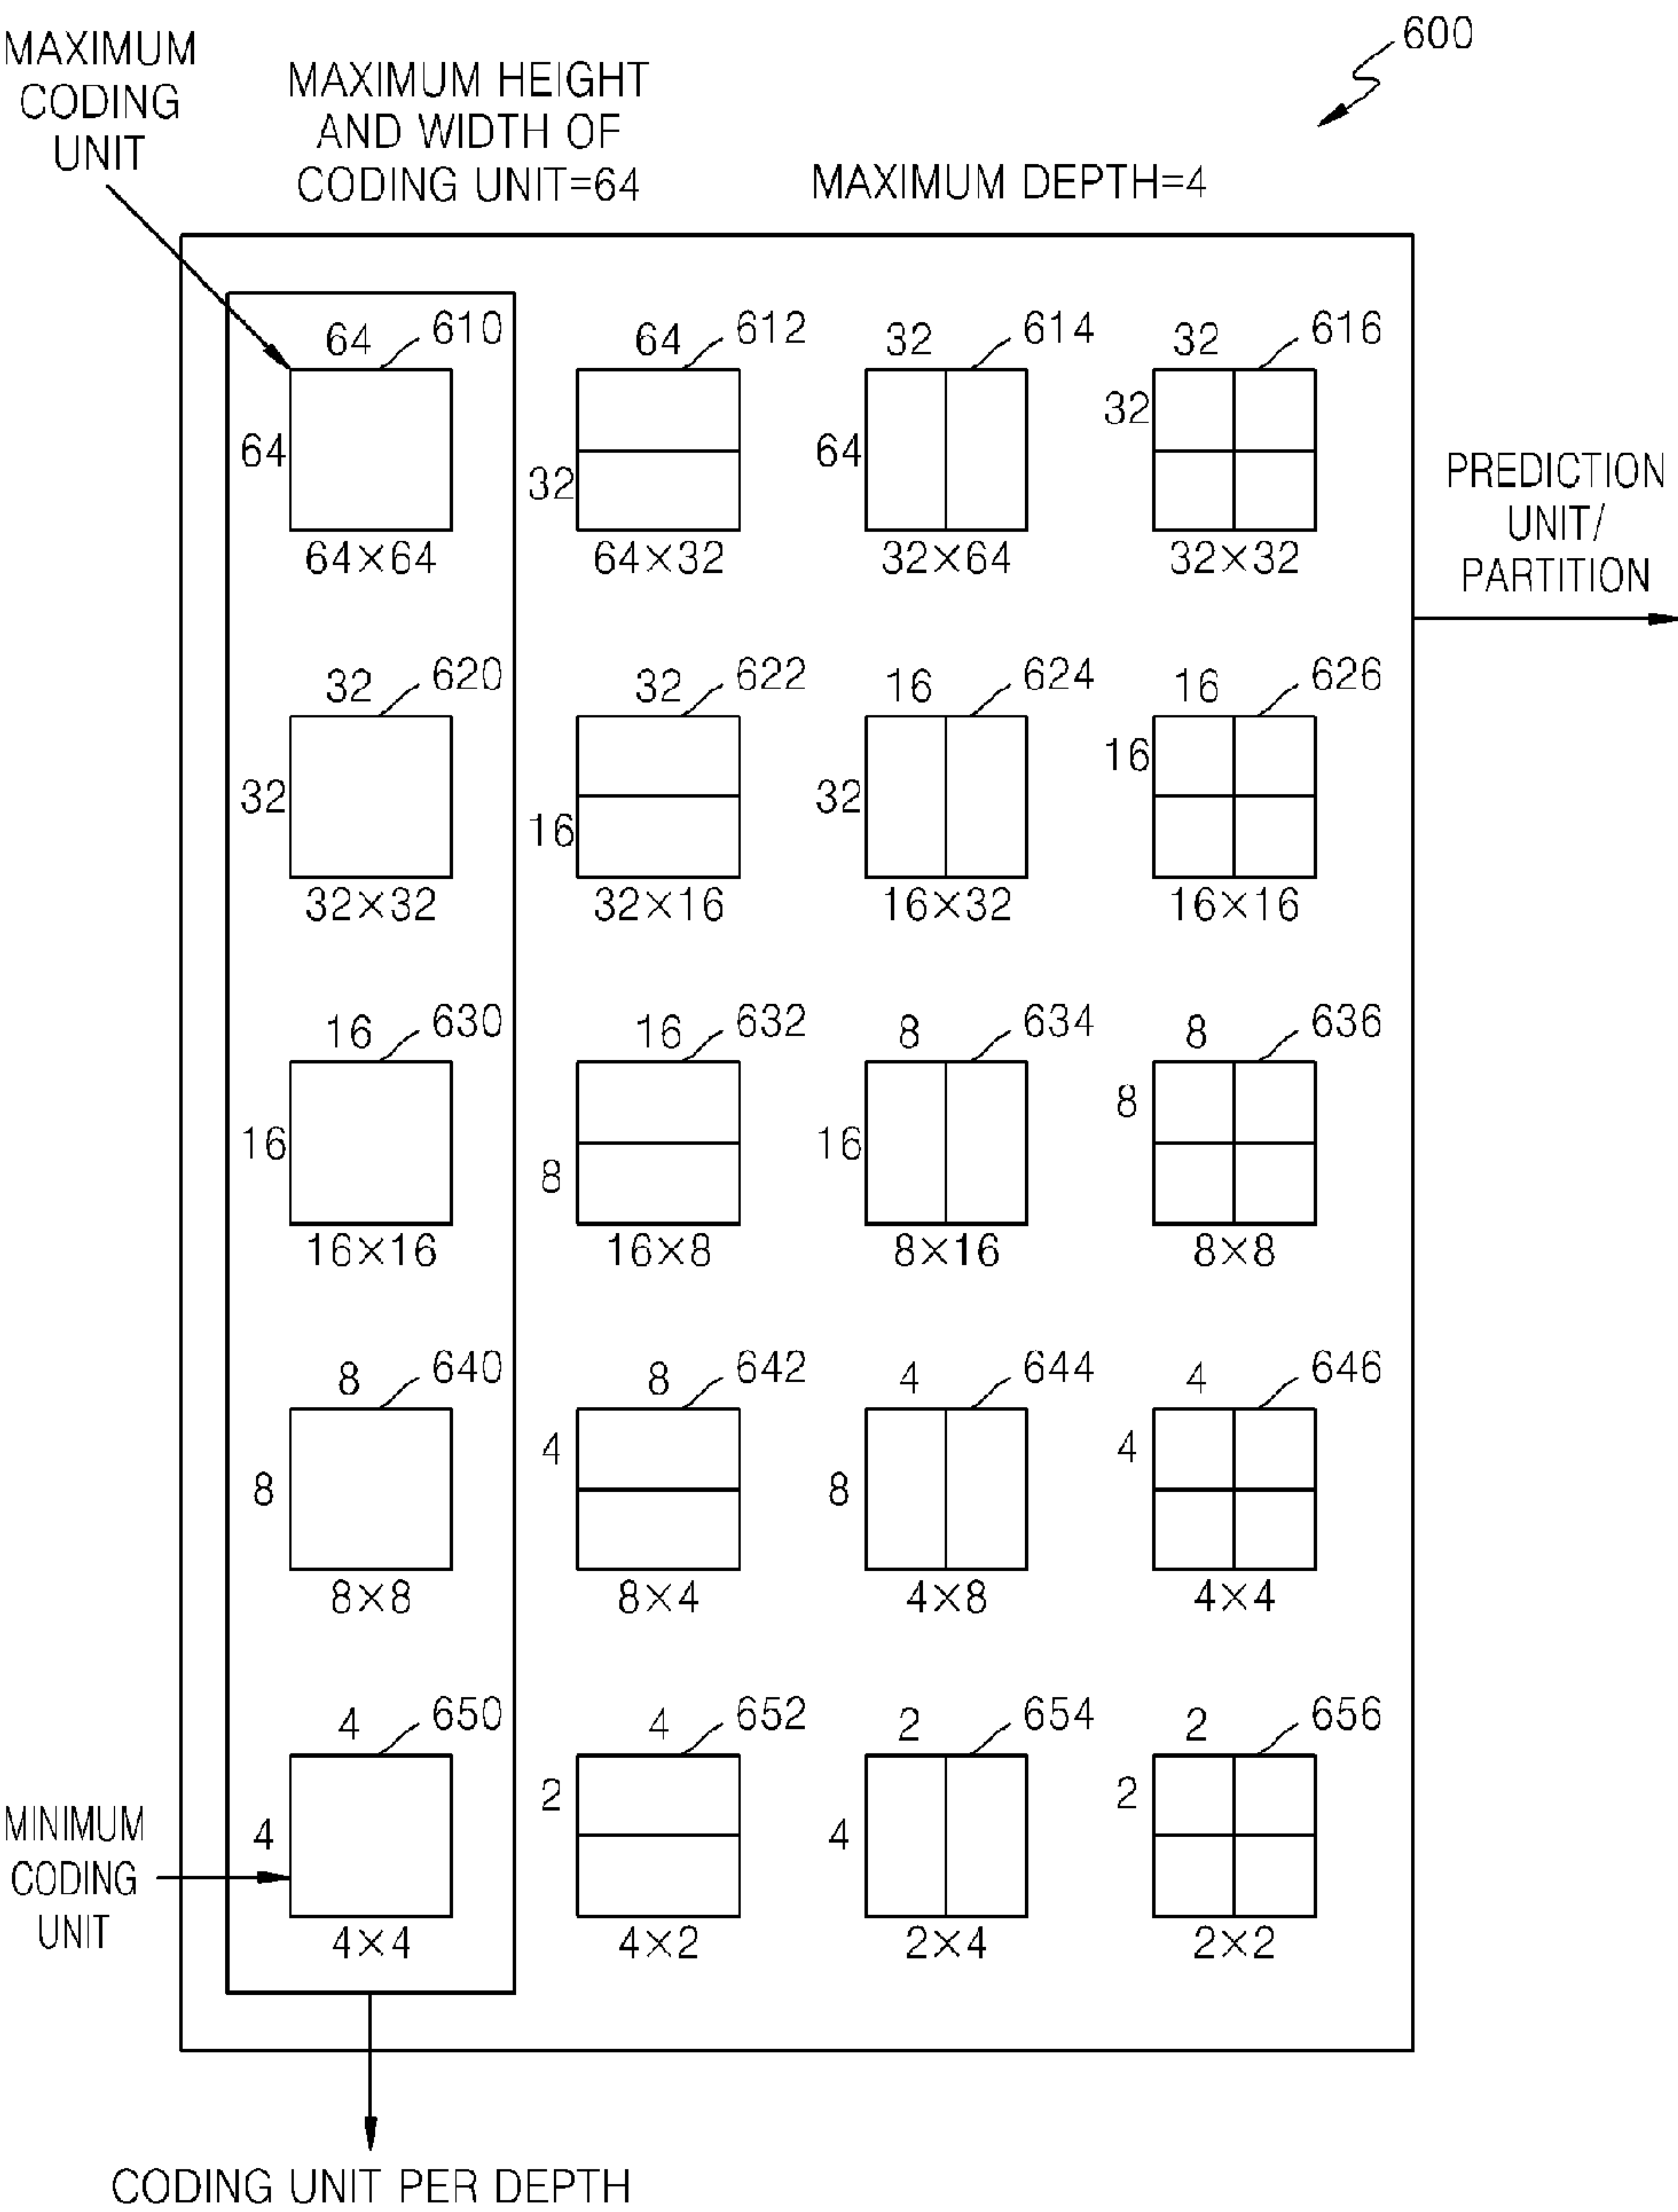 600
MAXIMUM
CODING
UNIT
MAXIMUM HEIGHT
AND WIDTH OF
CODING UNIT=64
MAXIMUM DEPTH=4
64 610 64 612 32 614 32 616
64 32 64 32
64×64 64×32 32×64 32×32
PREDICTION
UNIT/
PARTITION
32 620 32 622 16 624 16 626
32 16 32 16
32×32 32×16 16×32 16×16
16 630 16 632 8 634 8 636
16 8 16 8
16×16 16×8 8×16 8×8
8 640 8 642 4 644 4 646
8 4 8 4
8×8 8×4 4×8 4×4
4 650 4 652 2 654 2 656
4 2 4 2
4×4 4×2 2×4 2×2
MINIMUM
CODING
UNIT
CODING UNIT PER DEPTH